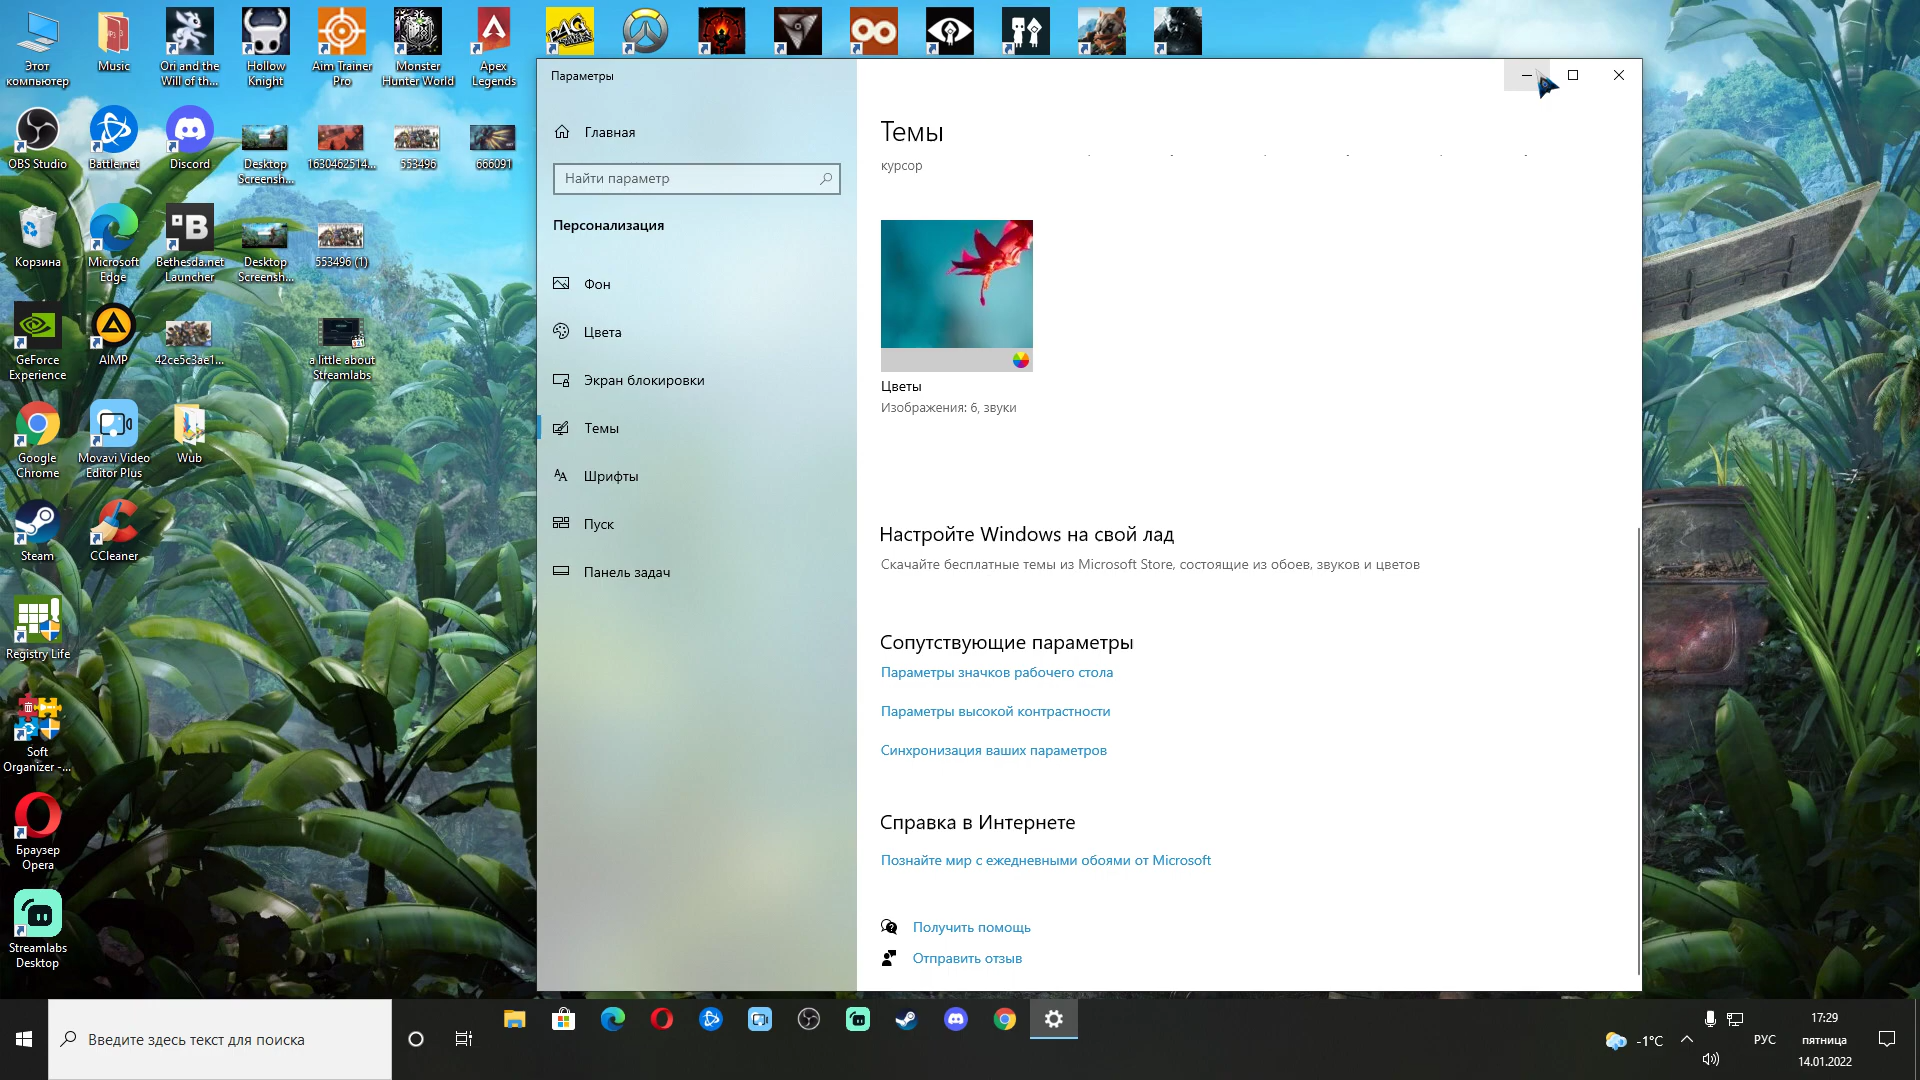 Этот
компьютер
Music
Ori and the
Will of th...
Hollow
Knight
Aim Trainer
Pro
Monster
Hunter World
Apex
Legends
OBS Studio
Battle.net
Discord
Desktop
Screensh...
1630462514...
553496
666091
Корзина
Microsoft
Edge
Bethesda.net
Launcher
Desktop
Screensh...
553496 (1)
GeForce
Experience
AIMP
42ce5c3ae1...
a little about
Streamlabs
Google
Chrome
Movavi Video
Editor Plus
Wub
Steam
CCleaner
Registry Life
Soft
Organizer -...
Браузер
Opera
Streamlabs
Desktop
Параметры
Главная
Найти параметр
Персонализация
Фон
Цвета
Экран блокировки
Темы
Шрифты
Пуск
Панель задач
Темы
курсор
Цветы
Изображения: 6, звуки
Настройте Windows на свой лад
Скачайте бесплатные темы из Microsoft Store, состоящие из обоев, звуков и цветов
Сопутствующие параметры
Параметры значков рабочего стола
Параметры высокой контрастности
Синхронизация ваших параметров
Справка в Интернете
Познайте мир с ежедневными обоями от Microsoft
Получить помощь
Отправить отзыв
Введите здесь текст для поиска
-1°C
РУС
17:29
пятница
14.01.2022